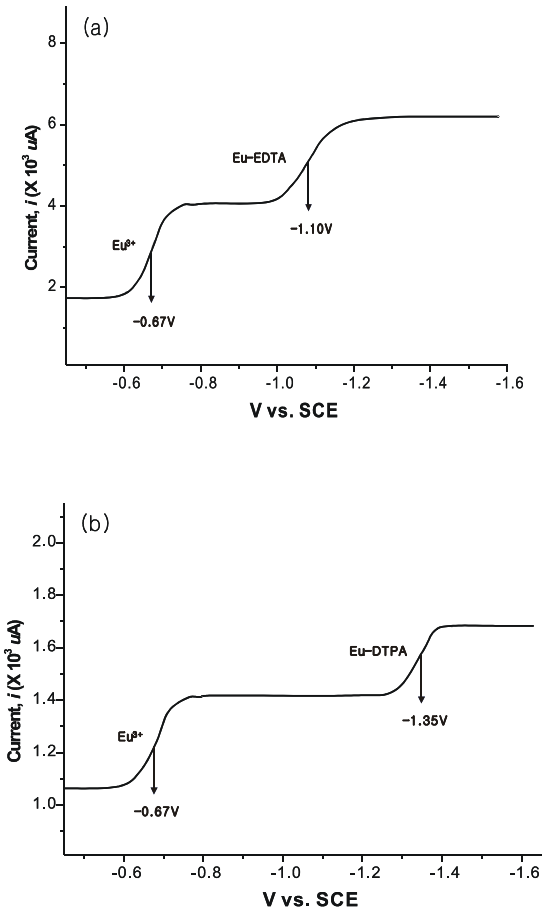 (a)
8
6
4
2
Current, i (X 10³ uA)
Eu-EDTA
-1.10V
Eu³⁺
-0.67V
-0.6 -0.8 -1.0 -1.2 -1.4 -1.6
V vs. SCE
(b)
2.0
1.8
1.6
1.4
1.2
1.0
Current, i (X 10³ uA)
Eu-DTPA
-1.35V
Eu³⁺
-0.67V
-0.6 -0.8 -1.0 -1.2 -1.4 -1.6
V vs. SCE